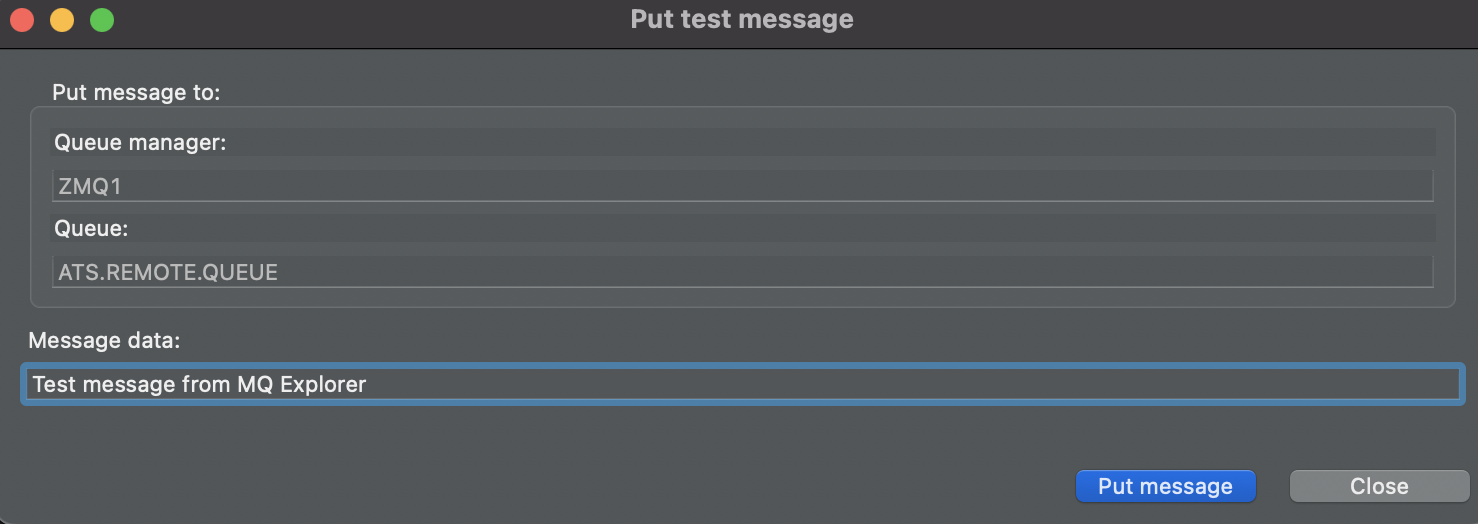 Put test message
Put message to:
Queue manager:
ZMQ1
Queue:
ATS.REMOTE.QUEUE
Message data:
Test message from MQ Explorer
Put message
Close